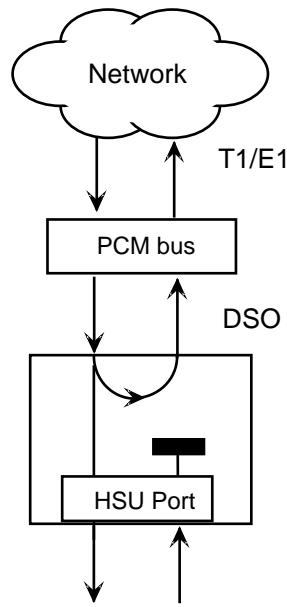 Network
T1/E1
PCM bus
DSO
HSU Port